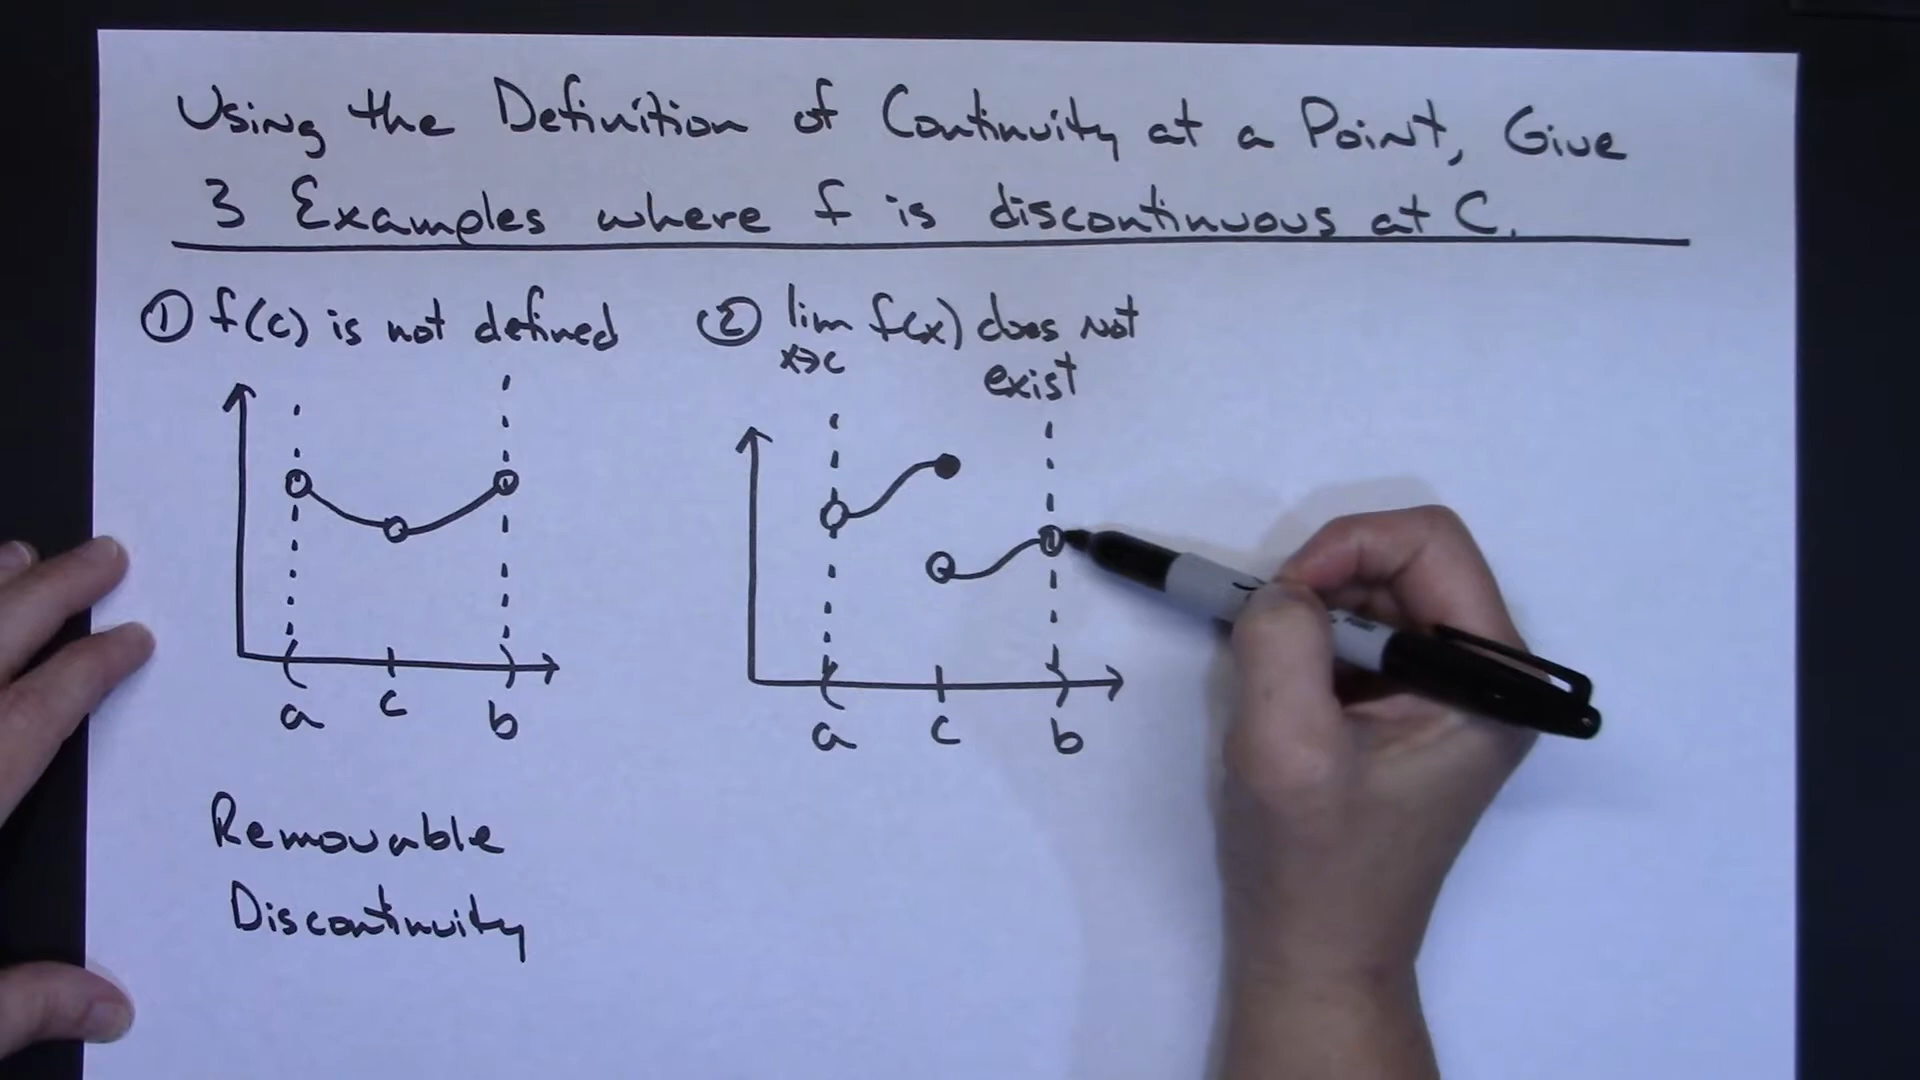 Using the Definition of Continuity at a Point, Give
3 Examples where f is discontinuous at C.
① f(c) is not defined
② lim f(x) does not
x→c
exist
a c b
a c b
Removable
Discontinuity